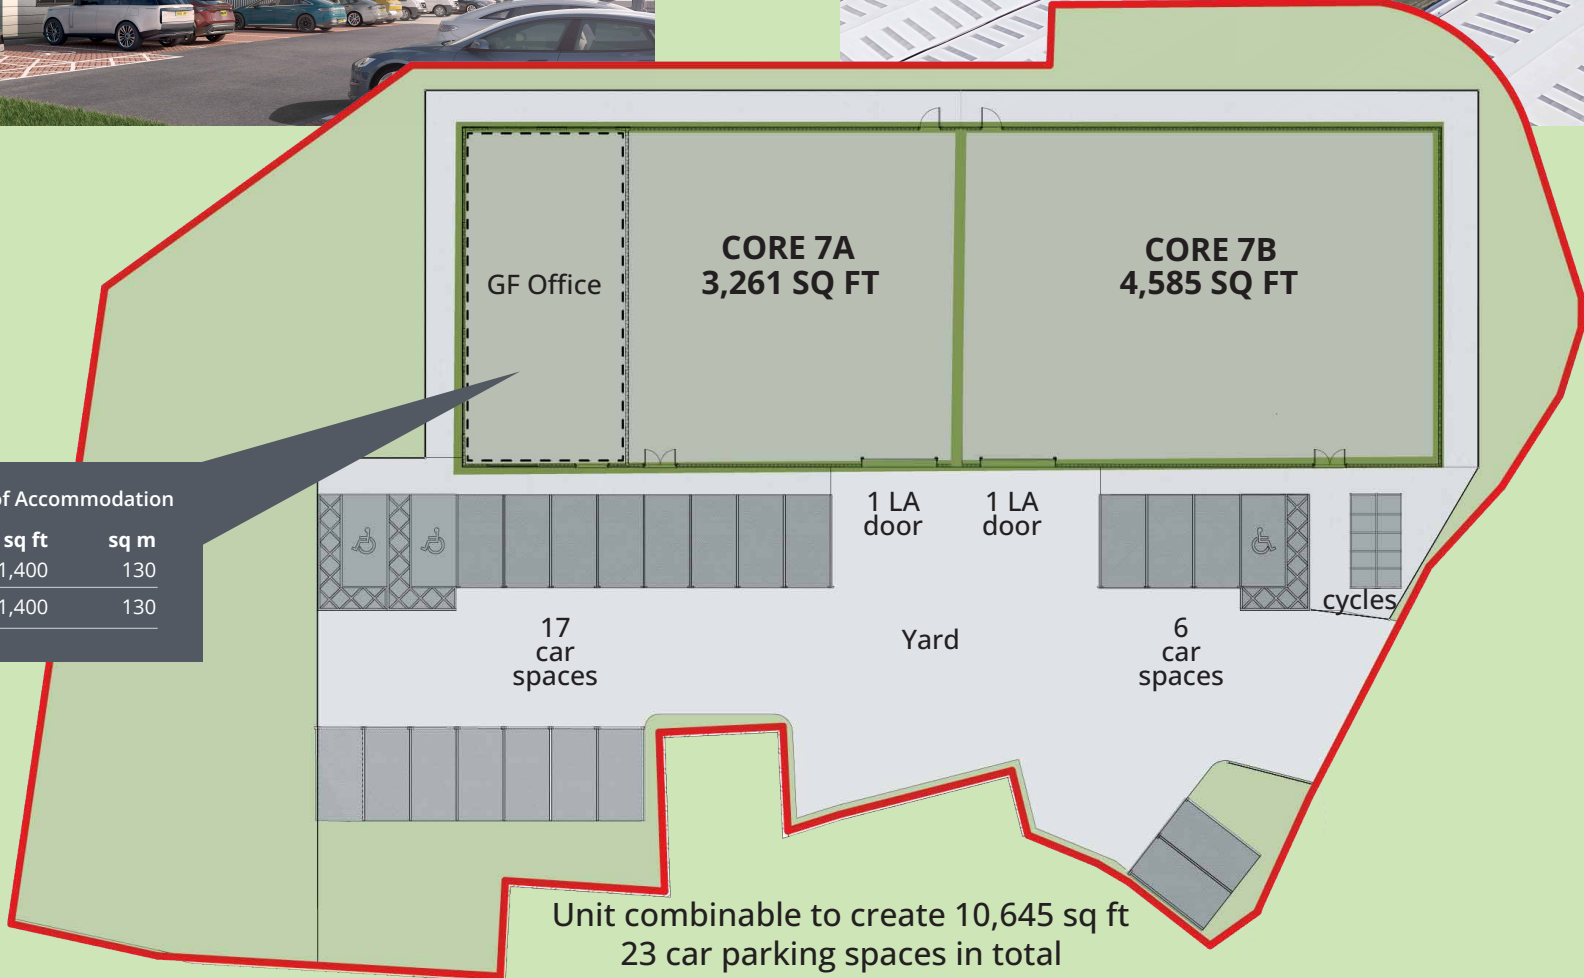 CORE 7A
3,261 SQ FT
CORE 7B
4,585 SQ FT
GF Office
of Accommodation
sq ft sq m
1,400 130
1,400 130
1 LA
door
1 LA
door
17
car
spaces
Yard
6
car
spaces
cycles
Unit combinable to create 10,645 sq ft
23 car parking spaces in total